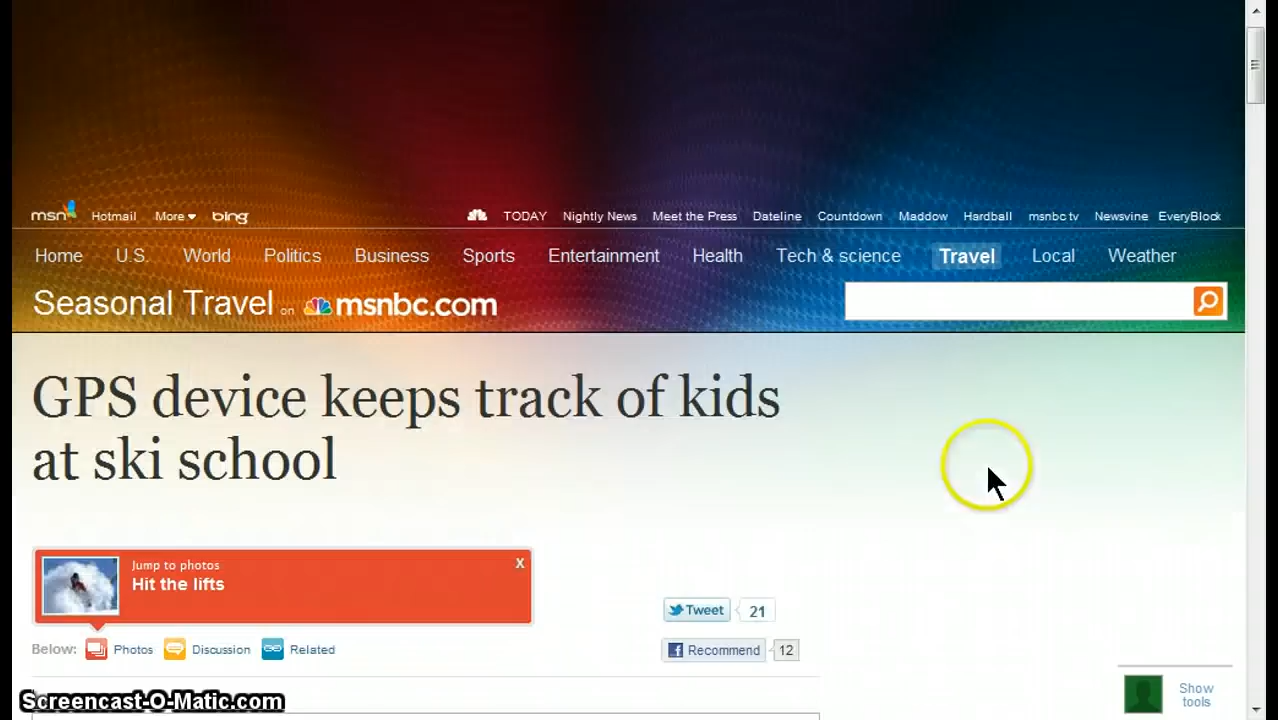 msn Hotmail More bing TODAY Nightly News Meet the Press Dateline Countdown Maddow Hardball msnbc tv Newsvine EveryBlock
Home U.S. World Politics Business Sports Entertainment Health Tech & science Travel Local Weather
Seasonal Travel on msnbc.com
GPS device keeps track of kids
at ski school
Jump to photos X
Hit the lifts
Tweet 21
Below: Photos Discussion Related
Recommend 12
Show
tools
Screencast-O-Matic.com